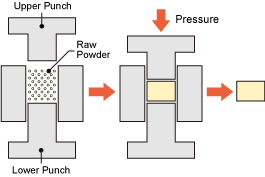 Upper Punch
Pressure
Raw
Powder
Lower Punch